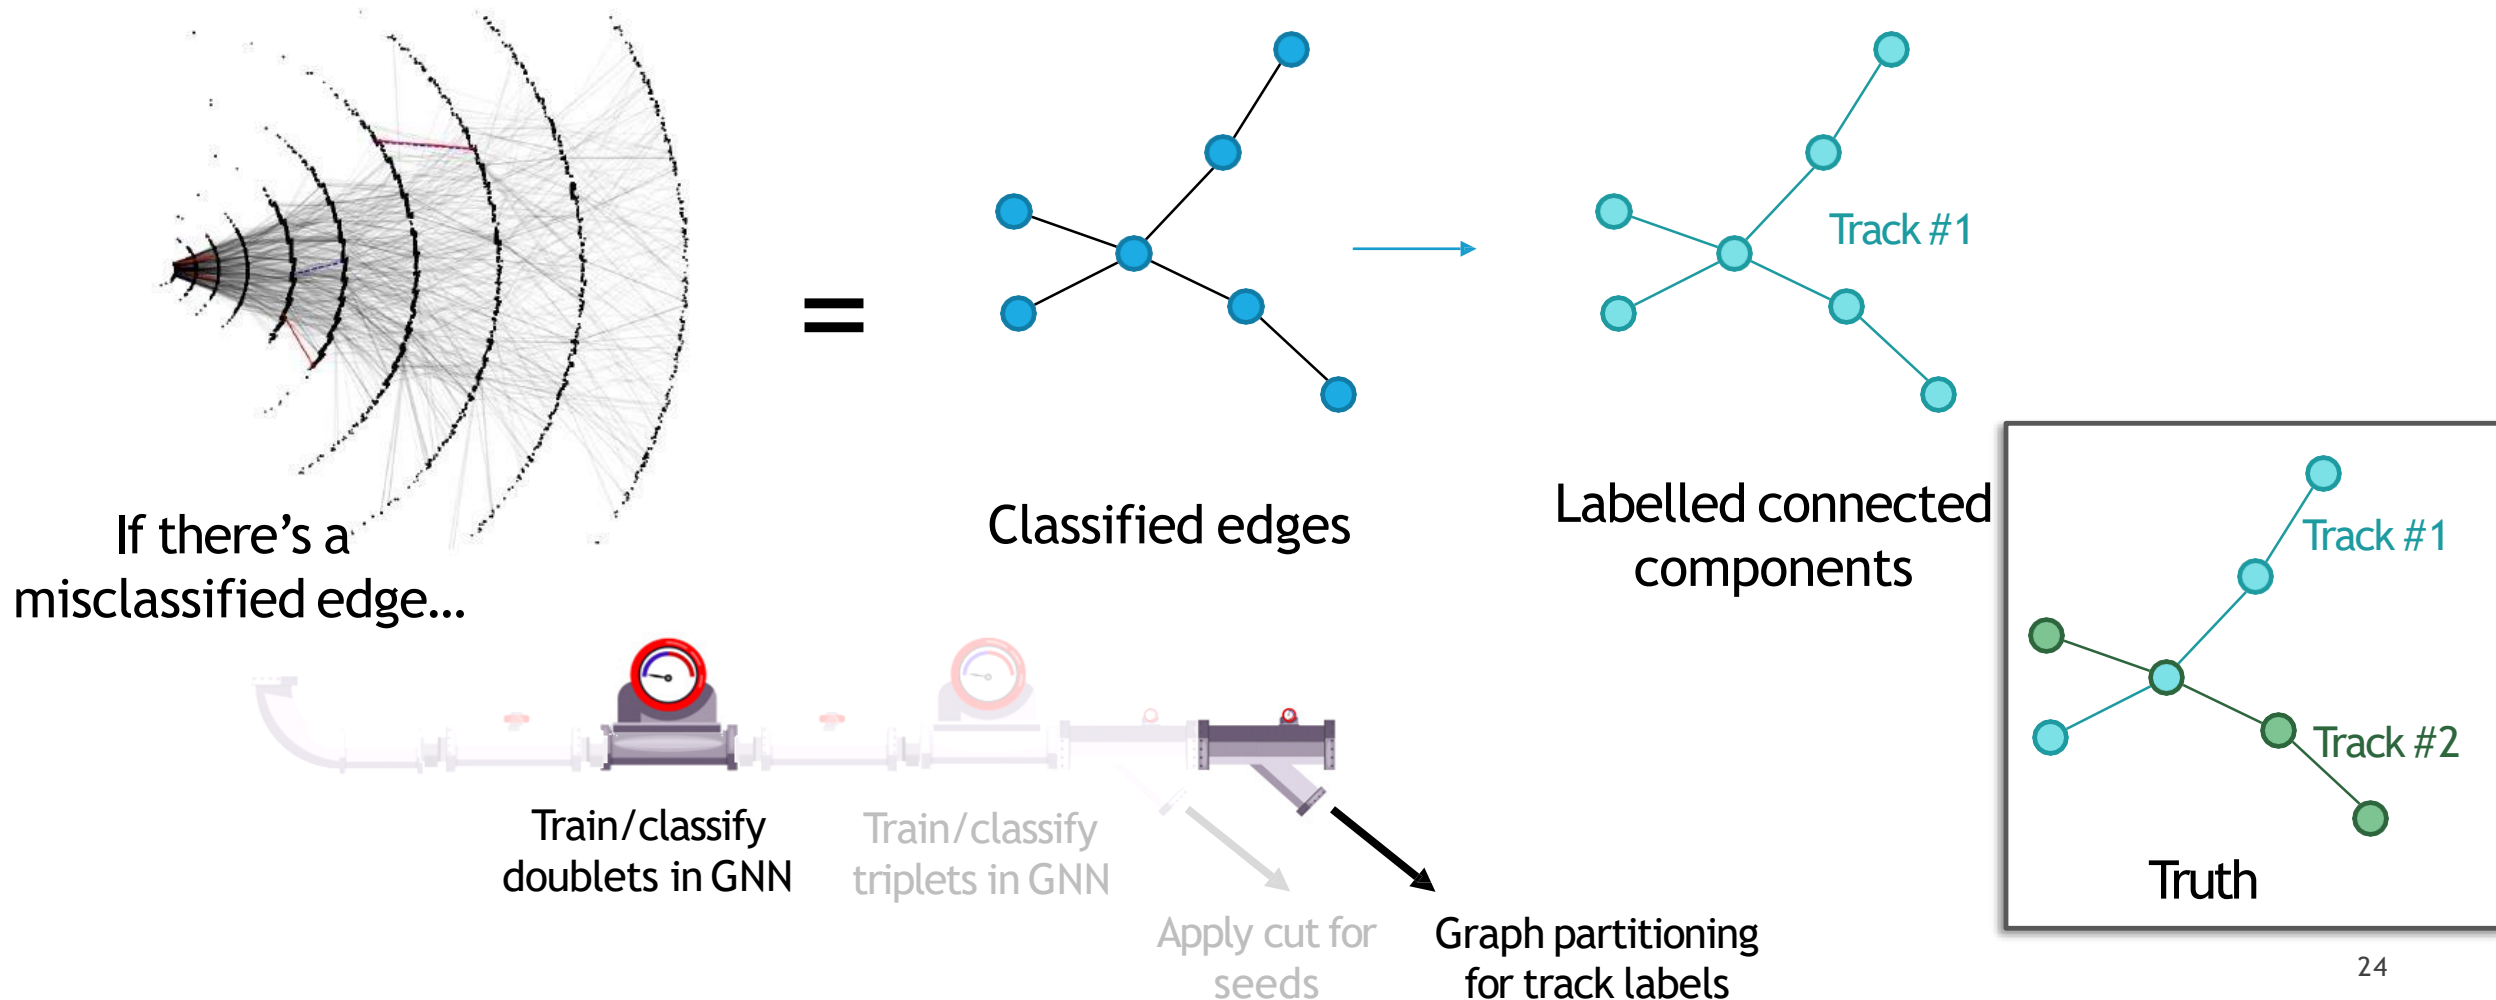 If there's a
misclassified edge...
=
Classified edges
Track #1
Labelled connected
components
Track #1
Track #2
Truth
Train/classify
doublets in GNN
Train/classify
triplets in GNN
Apply cut for
seeds
Graph partitioning
for track labels
24